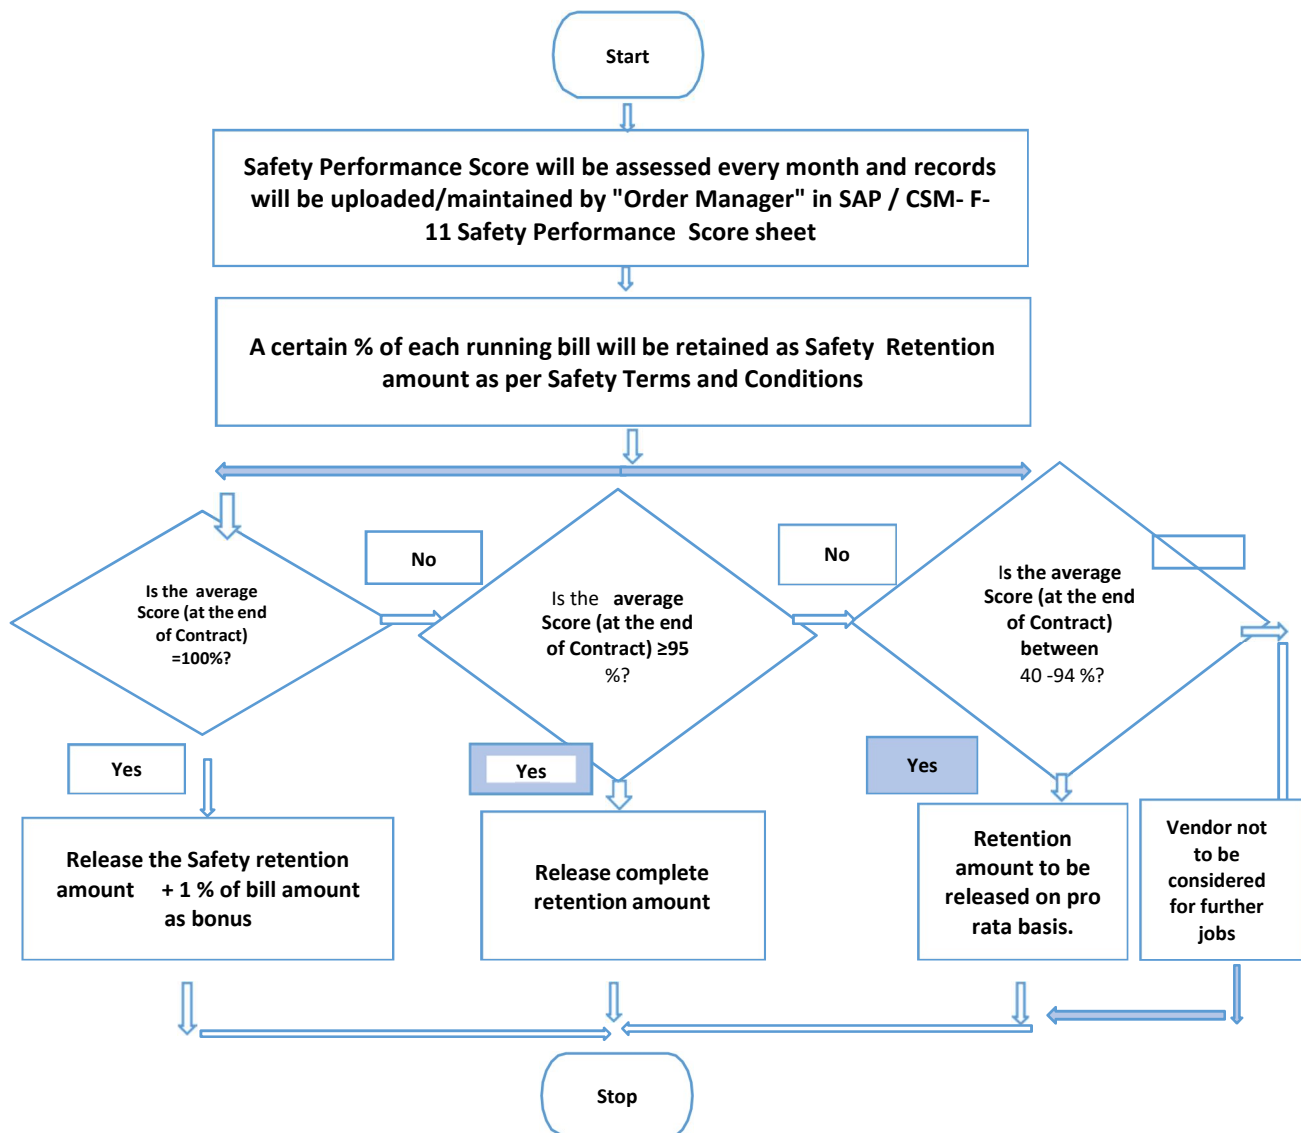 Start
Safety Performance Score will be assessed every month and records
will be uploaded/maintained by "Order Manager" in SAP / CSM- F-
11 Safety Performance Score sheet
A certain % of each running bill will be retained as Safety Retention
amount as per Safety Terms and Conditions
Is the average
Score (at the end
of Contract)
=100%?
No
Is the average
Score (at the end
of Contract) ≥95
%?
No
Is the average
Score (at the end
of Contract)
between
40 -94 %?
Yes
Yes
Yes
Release the Safety retention
amount + 1 % of bill amount
as bonus
Release complete
retention amount
Retention
amount to be
released on pro
rata basis.
Vendor not
to be
considered
for further
jobs
Stop